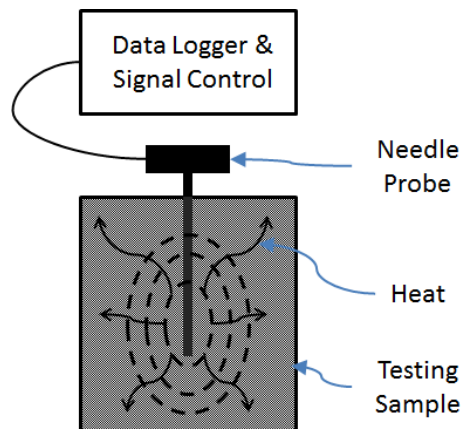 Data Logger &
Signal Control
Needle
Probe
Heat
Testing
Sample